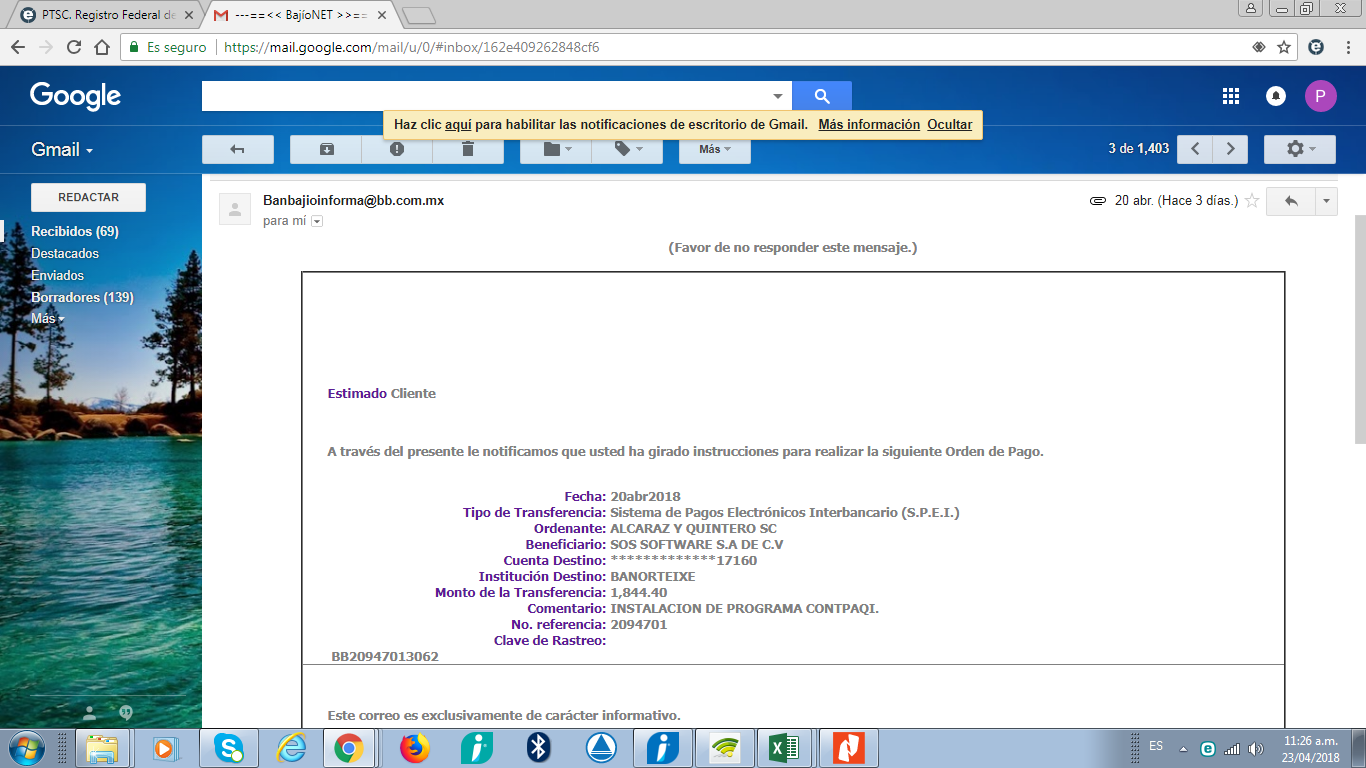 PTSC. Registro Federal de
---==<< BajíoNET >>==
Es seguro
https://mail.google.com/mail/u/0/#inbox/162e409262848cf6
Google
P
Haz clic aquí para habilitar las notificaciones de escritorio de Gmail. Más información Ocultar
Gmail
Más
3 de 1,403
REDACTAR
Recibidos (69)
Destacados
Enviados
Borradores (139)
Más
Banbajioinforma@bb.com.mx
20 abr. (Hace 3 días.)
para mí
(Favor de no responder este mensaje.)
Estimado Cliente
A través del presente le notificamos que usted ha girado instrucciones para realizar la siguiente Orden de Pago.
Fecha: 20abr2018
Tipo de Transferencia: Sistema de Pagos Electrónicos Interbancario (S.P.E.I.)
Ordenante: ALCARAZ Y QUINTERO SC
Beneficiario: SOS SOFTWARE S.A DE C.V
Cuenta Destino: *************17160
Institución Destino: BANORTEIXE
Monto de la Transferencia: 1,844.40
Comentario: INSTALACION DE PROGRAMA CONTPAQI.
No. referencia: 2094701
Clave de Rastreo:
BB20947013062
Este correo es exclusivamente de carácter informativo.
ES
11:26 a.m.
23/04/2018